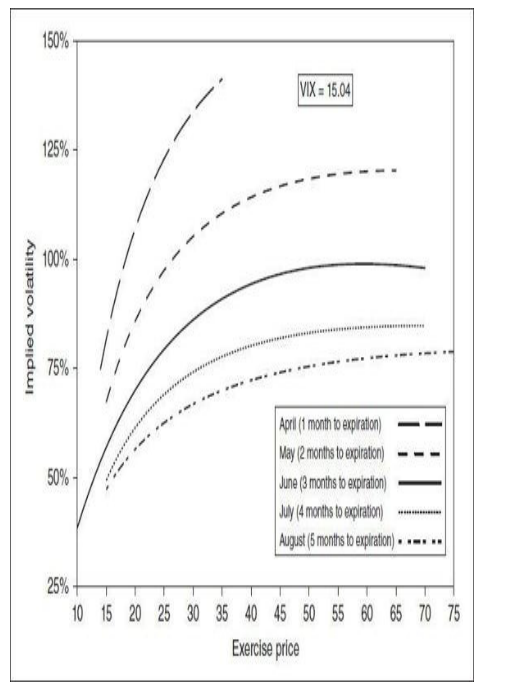 150%
VIX = 15.04
125%
100%
75%
50%
25%
Implied volatility
April (1 month to expiration)
May (2 months to expiration)
June (3 months to expiration)
July (4 months to expiration)
August (5 months to expiration)
10 15 20 25 30 35 40 45 50 55 60 65 70 75
Exercise price